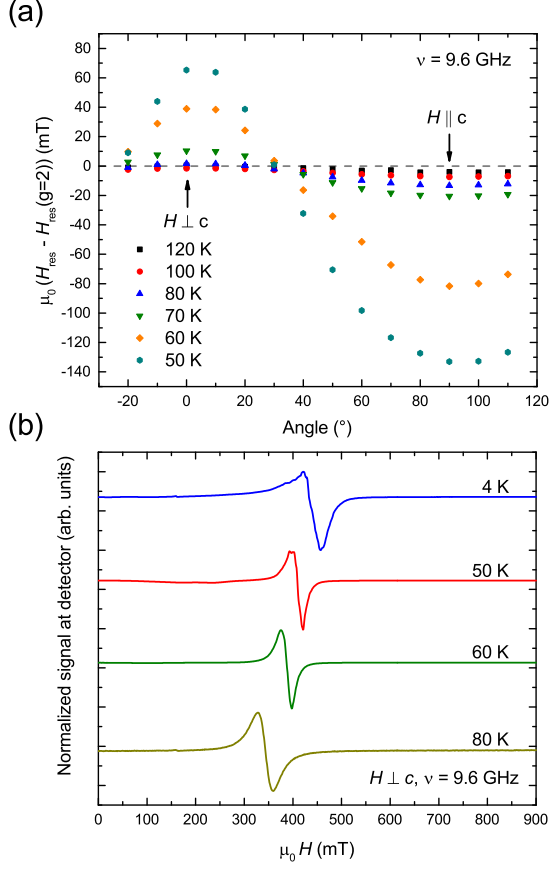 (a)
80
60
40
20
0
-20
-40
-60
-80
-100
-120
-140
μ0 (Hres - Hres(g=2)) (mT)
ν = 9.6 GHz
H ∥ c
H ⊥ c
120 K
100 K
80 K
70 K
60 K
50 K
-20 0 20 40 60 80 100 120
Angle (°)
(b)
Normalized signal at detector (arb. units)
4 K
50 K
60 K
80 K
H ⊥ c, ν = 9.6 GHz
0 100 200 300 400 500 600 700 800 900
μ0 H (mT)